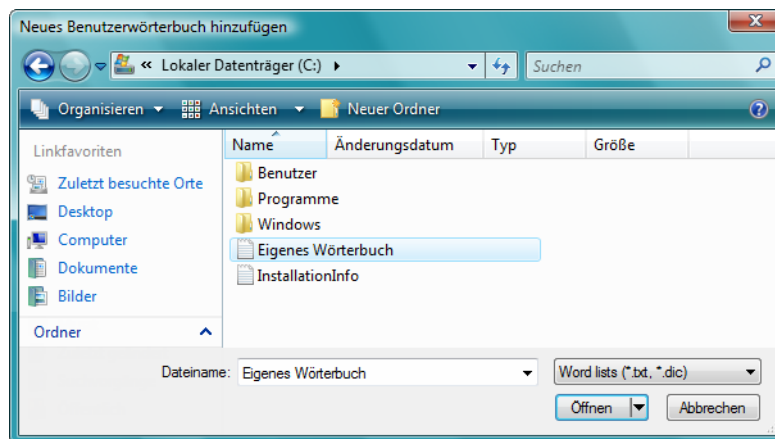 Neues Benutzerwörterbuch hinzufügen
« Lokaler Datenträger (C:)
Suchen
Organisieren Ansichten Neuer Ordner
Linkfavoriten
Zuletzt besuchte Orte
Desktop
Computer
Dokumente
Bilder
Ordner
Name Änderungsdatum Typ Größe
Benutzer
Programme
Windows
Eigenes Wörterbuch
InstallationInfo
Dateiname: Eigenes Wörterbuch Word lists (*.txt, *.dic)
Öffnen Abbrechen